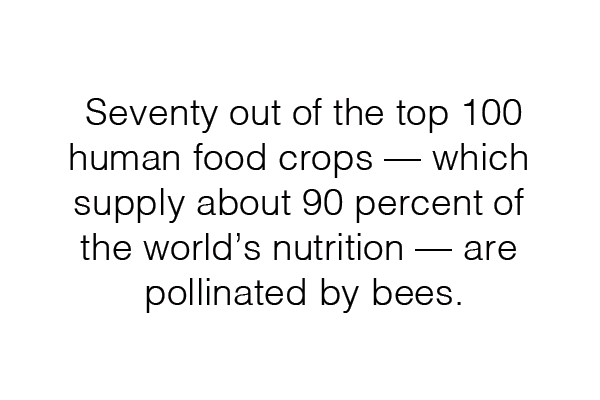 Seventy out of the top 100
human food crops — which
supply about 90 percent of
the world’s nutrition — are
pollinated by bees.